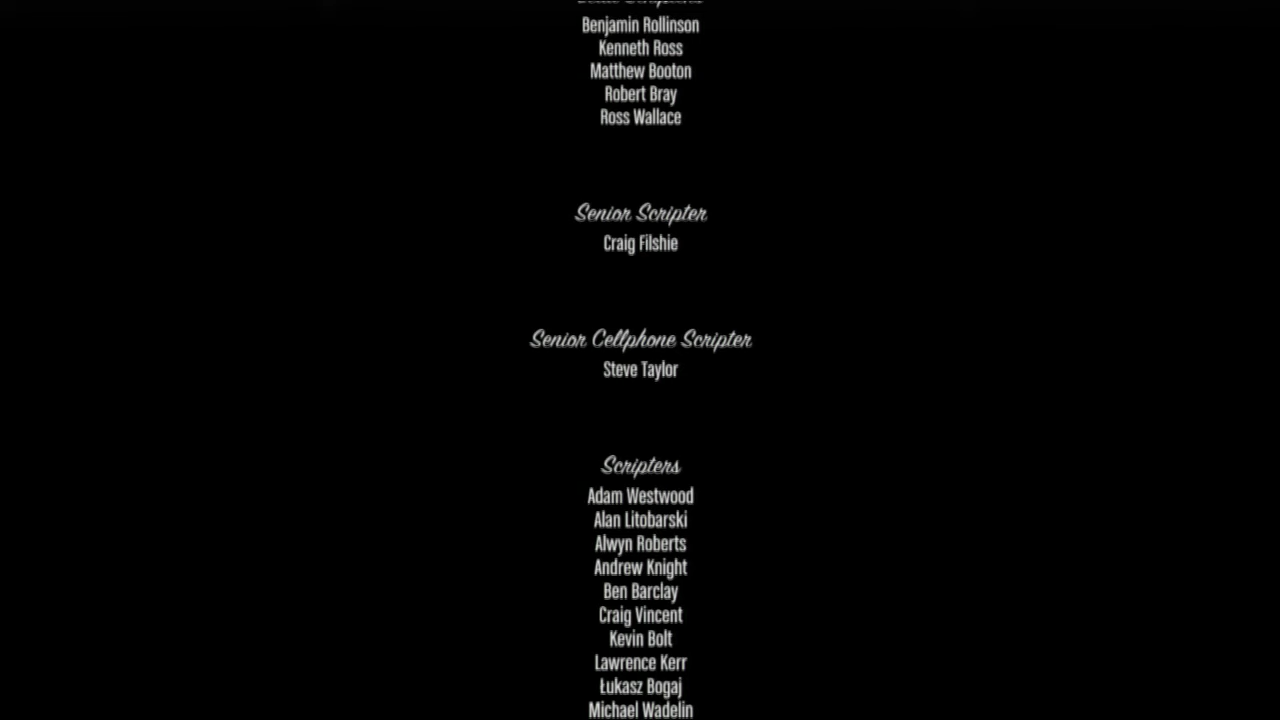 Benjamin Rollinson
Kenneth Ross
Matthew Booton
Robert Bray
Ross Wallace
Senior Scripter
Craig Filshie
Senior Cellphone Scripter
Steve Taylor
Scripters
Adam Westwood
Alan Litobarski
Alwyn Roberts
Andrew Knight
Ben Barclay
Craig Vincent
Kevin Bolt
Lawrence Kerr
Łukasz Bogaj
Michael Wadelin